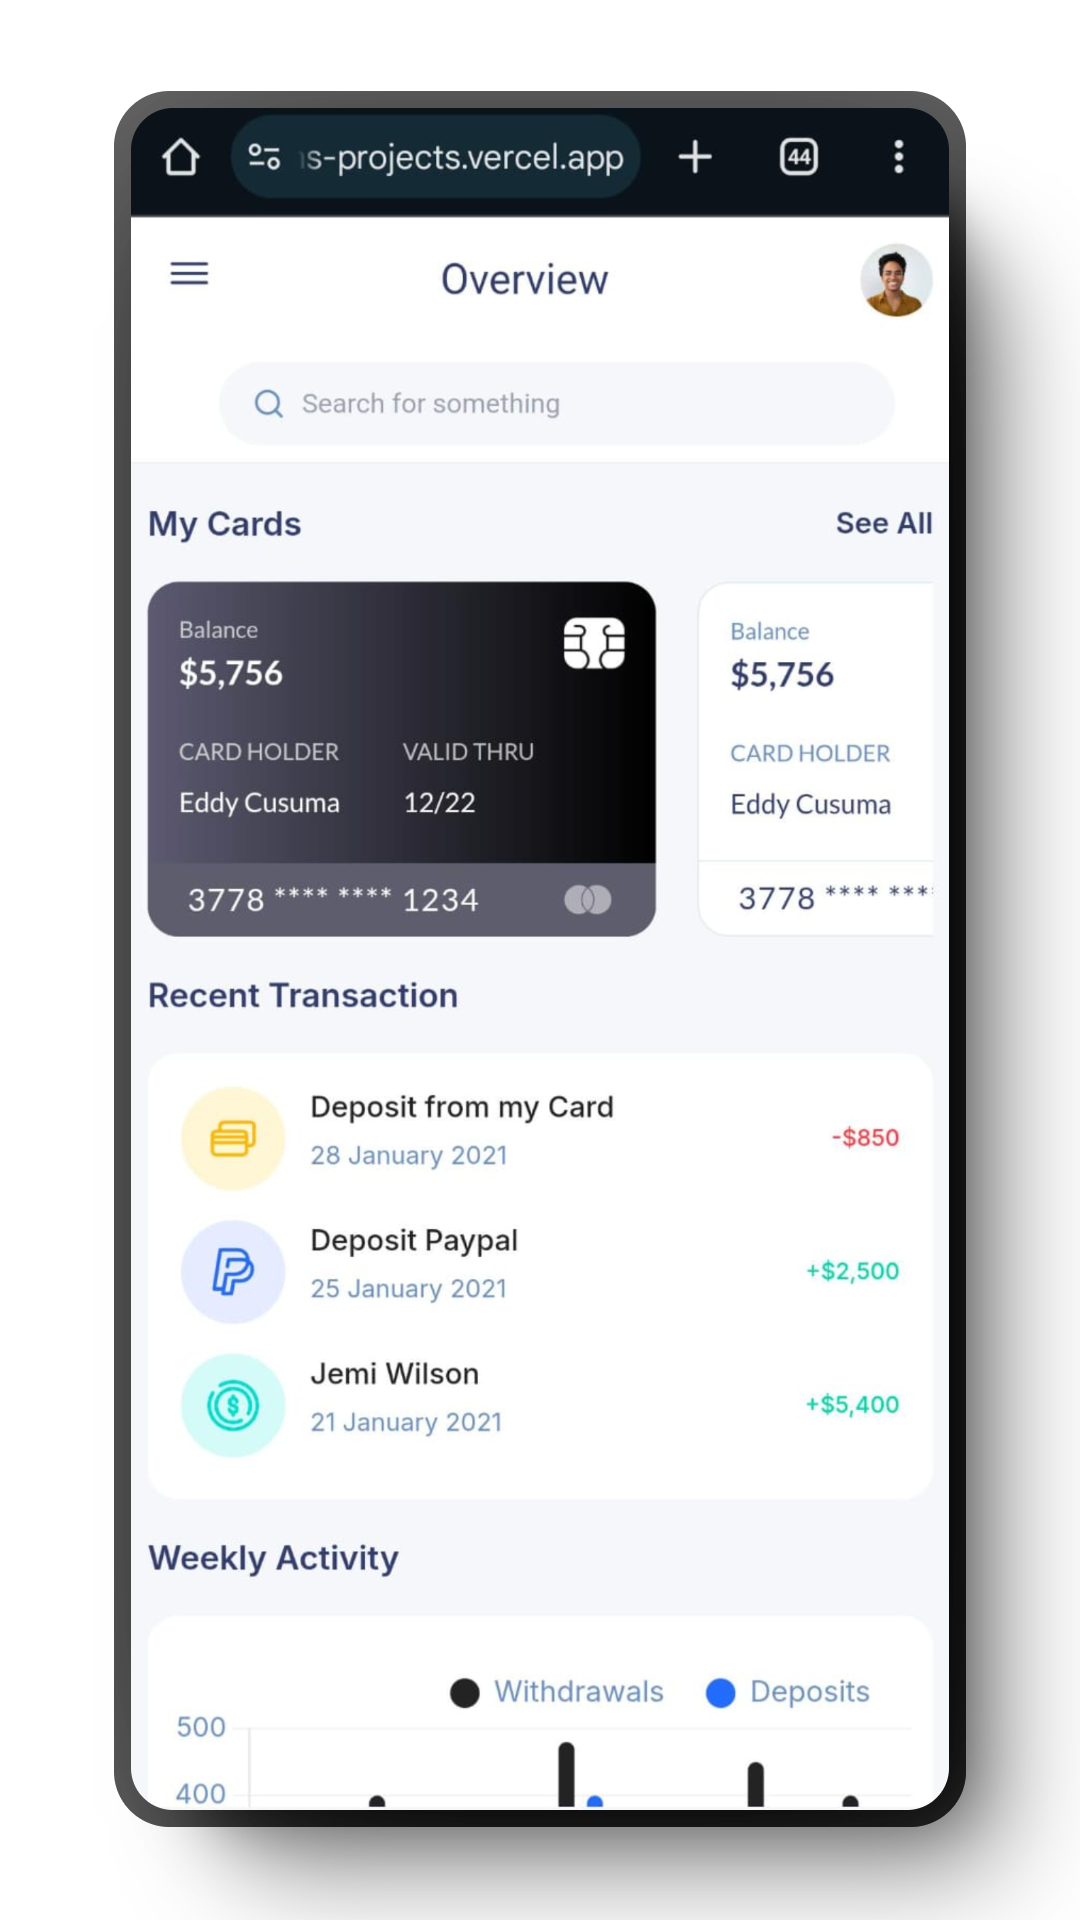 s-projects.vercel.app
44
Overview
Search for something
My Cards
See All
Balance
$5,756
CARD HOLDER
VALID THRU
Eddy Cusuma
12/22
3778 **** **** 1234
Balance
$5,756
CARD HOLDER
Eddy Cusuma
3778 **** ***
Recent Transaction
Deposit from my Card
28 January 2021
-$850
Deposit Paypal
25 January 2021
+$2,500
Jemi Wilson
21 January 2021
+$5,400
Weekly Activity
Withdrawals
Deposits
500
400